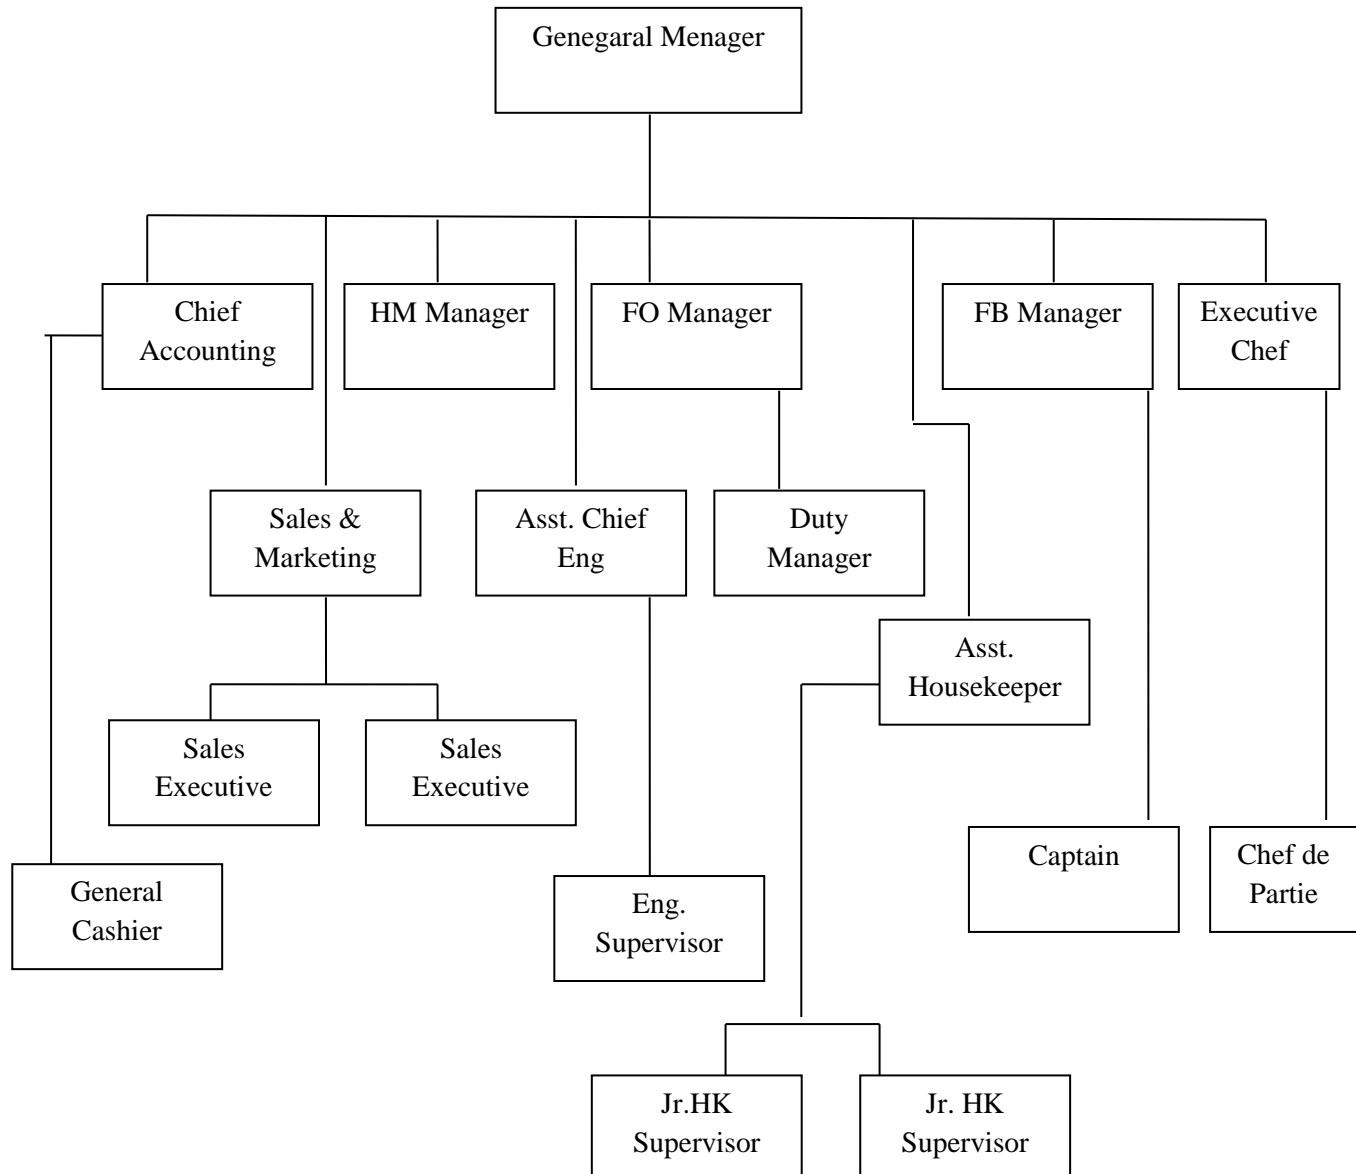 Genegaral Menager
Chief
Accounting
HM Manager
FO Manager
FB Manager
Executive
Chef
Sales &
Marketing
Asst. Chief
Eng
Duty
Manager
Asst.
Housekeeper
Sales
Executive
Sales
Executive
Captain
Chef de
Partie
General
Cashier
Eng.
Supervisor
Jr.HK
Supervisor
Jr. HK
Supervisor